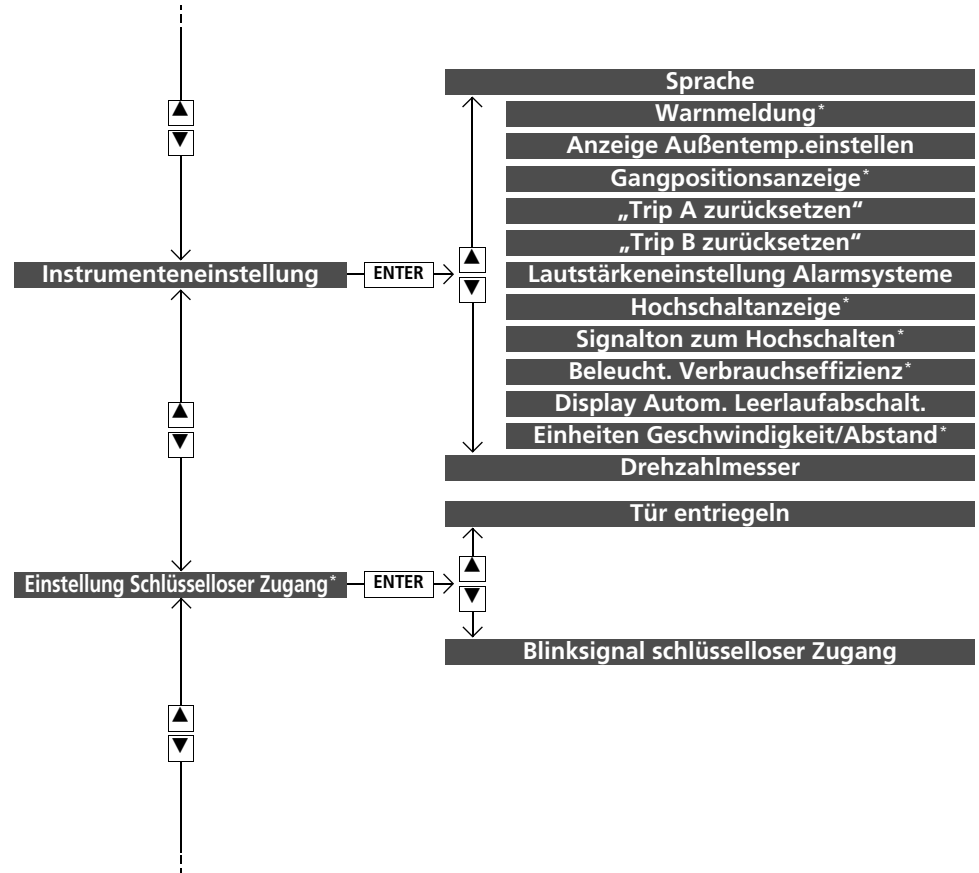 Sprache
Warnmeldung*
Anzeige Außentemp.einstellen
Gangpositionsanzeige*
„Trip A zurücksetzen“
„Trip B zurücksetzen“
Instrumenteneinstellung
ENTER
Lautstärkeneinstellung Alarmsysteme
Hochschaltanzeige*
Signalton zum Hochschalten*
Beleucht. Verbrauchseffizienz*
Display Autom. Leerlaufabschalt.
Einheiten Geschwindigkeit/Abstand*
Drehzahlmesser
Tür entriegeln
Einstellung Schlüsselloser Zugang*
ENTER
Blinksignal schlüsselloser Zugang